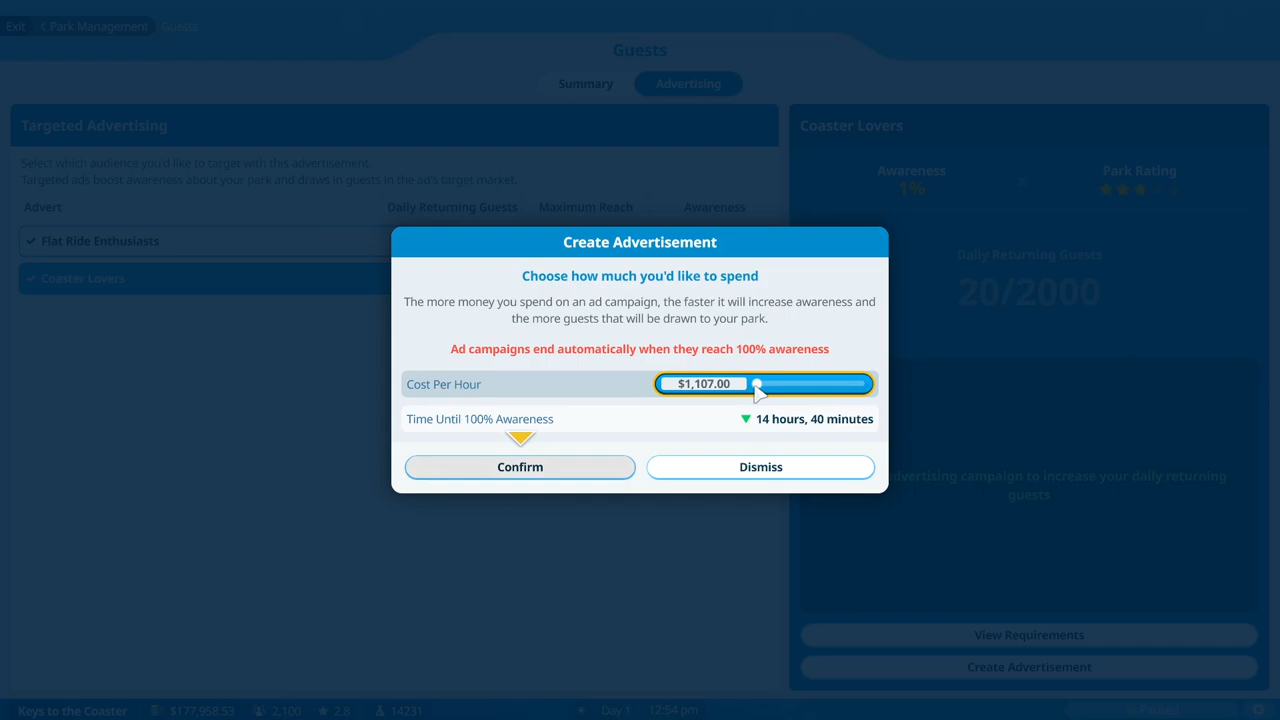 Exit
Park Management
Guests
Guests
Summary
Advertising
Targeted Advertising
Select which audience you'd like to target with this advertisement.
Targeted ads boost awareness about your park and draws in guests in the ad's target market.
Advert
Daily Returning Guests
Maximum Reach
Awareness
Flat Ride Enthusiasts
Coaster Lovers
Coaster Lovers
Awareness
1%
x
Park Rating
Daily Returning Guests
20/2000
dvertising campaign to increase your daily returning
guests
View Requirements
Create Advertisement
Create Advertisement
Choose how much you'd like to spend
The more money you spend on an ad campaign, the faster it will increase awareness and
the more guests that will be drawn to your park.
Ad campaigns end automatically when they reach 100% awareness
Cost Per Hour
$1,107.00
Time Until 100% Awareness
14 hours, 40 minutes
Confirm
Dismiss
Keys to the Coaster
$177,958.53
2,100
2.8
14231
Day 1
12:54 pm
Paused